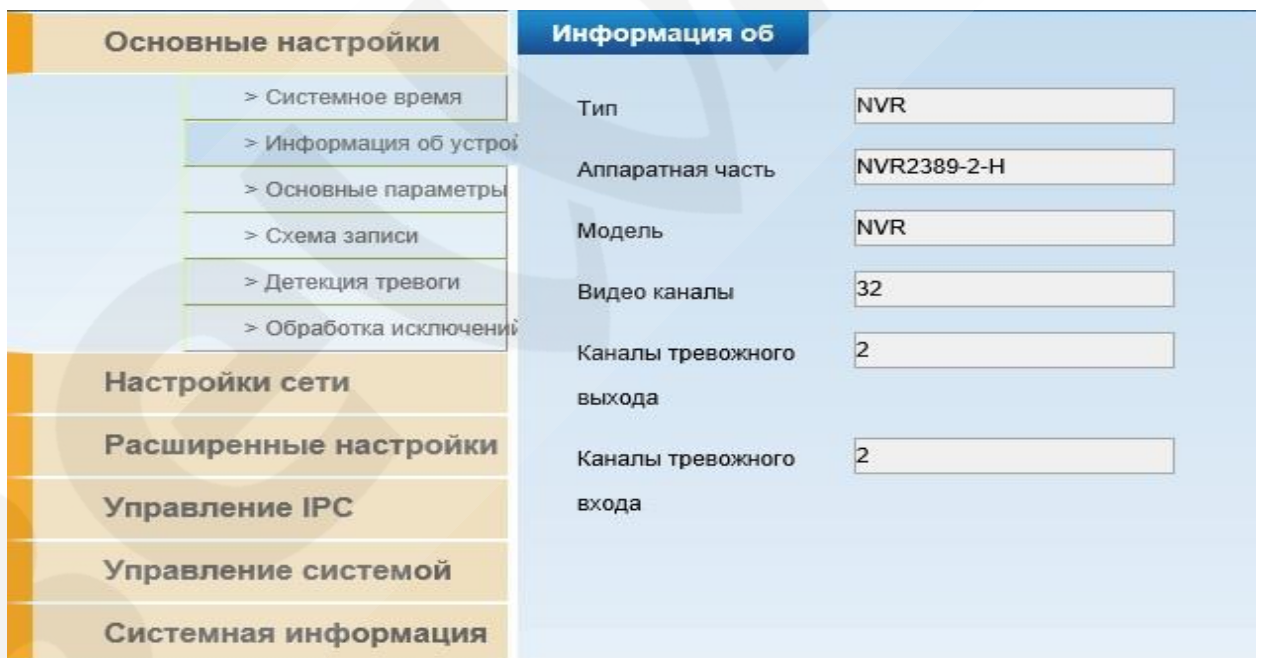 Основные настройки
> Системное время
> Информация об устрой
> Основные параметры
> Схема записи
> Детекция тревоги
> Обработка исключений
Настройки сети
Расширенные настройки
Управление IPC
Управление системой
Системная информация
Информация об
Тип
NVR
Аппаратная часть
NVR2389-2-H
Модель
NVR
Видео каналы
32
Каналы тревожного
выхода
2
Каналы тревожного
входа
2